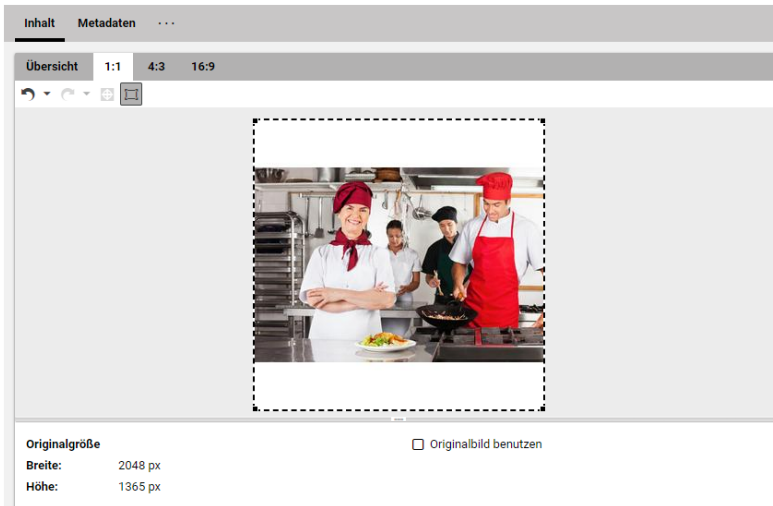 Inhalt Metadaten ···
Übersicht 1:1 4:3 16:9
Originalgröße
Originalbild benutzen
Breite: 2048 px
Höhe: 1365 px